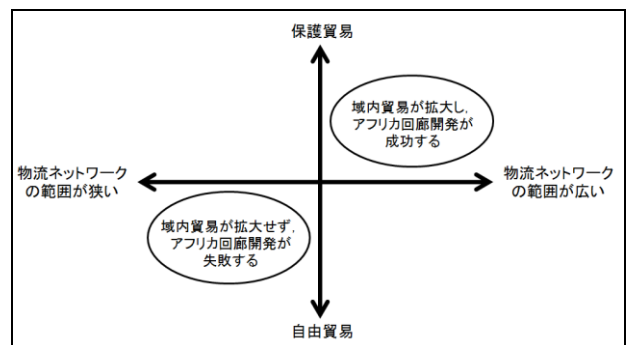 保護貿易
域内貿易が拡大し，
アフリカ回廊開発が
成功する
物流ネットワーク
の範囲が狭い
物流ネットワーク
の範囲が広い
域内貿易が拡大せず，
アフリカ回廊開発が
失敗する
自由貿易